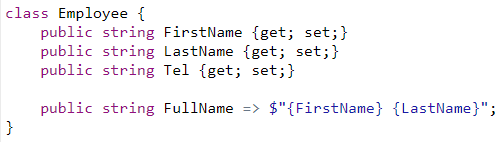 class Employee {
    public string FirstName {get; set;}
    public string LastName {get; set;}
    public string Tel {get; set;}

    public string FullName => $"{FirstName} {LastName}";
}